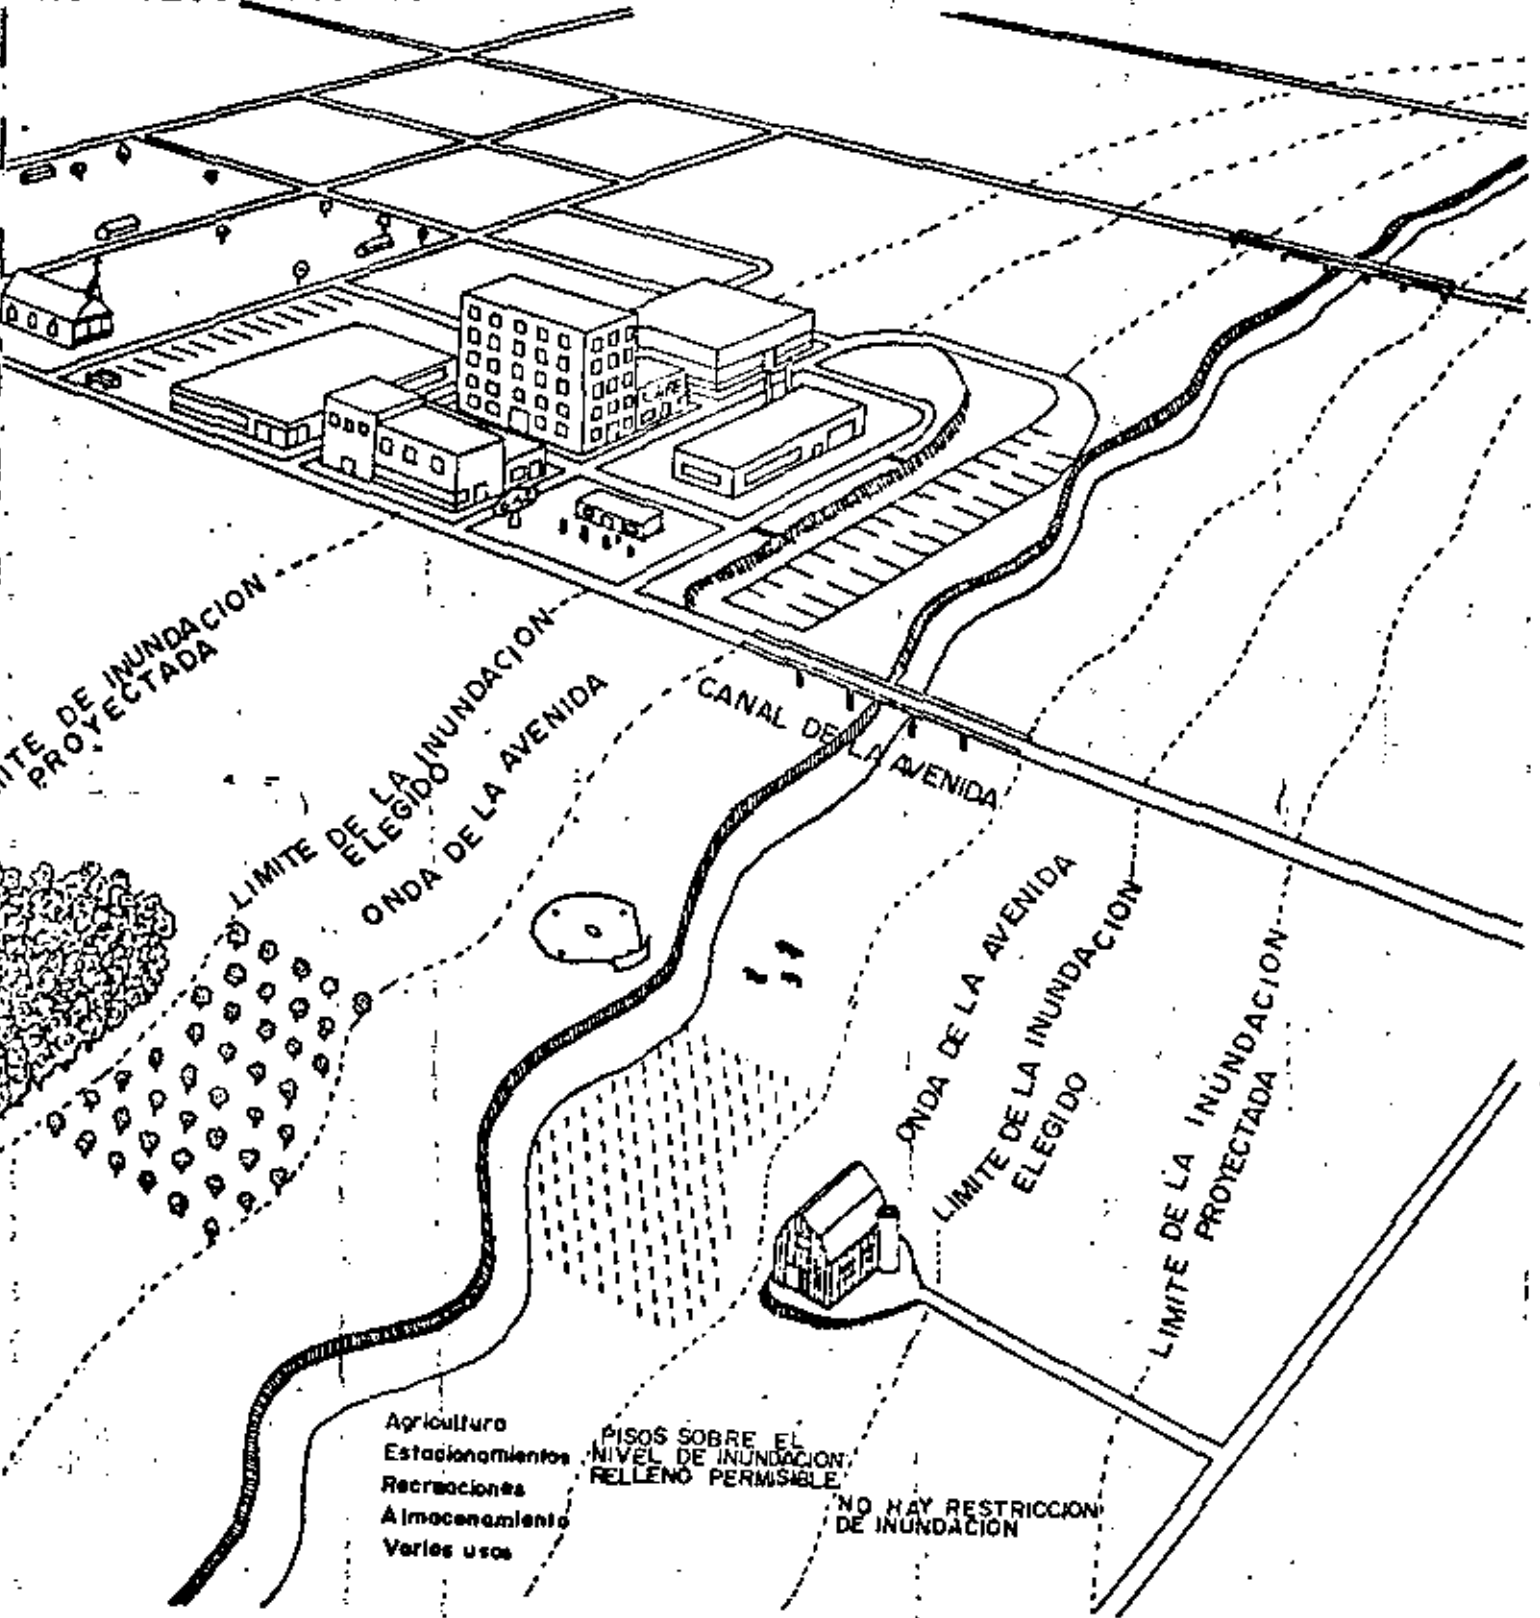 CAFE
DE INUNDACION
PROYECTADA
LIMITE DE LA INUNDACION
ELEGIDO
ONDA DE LA AVENIDA
CANAL DE LA AVENIDA
ONDA DE LA AVENIDA
LIMITE DE LA INUNDACION
ELEGIDO
LIMITE DE LA INUNDACION
PROYECTADA
Agricultura
Estacionamientos
Recreaciones
Almacenamiento
Varios usos
PISOS SOBRE EL
NIVEL DE INUNDACION
RELLENO PERMISIBLE
NO HAY RESTRICCION
DE INUNDACION